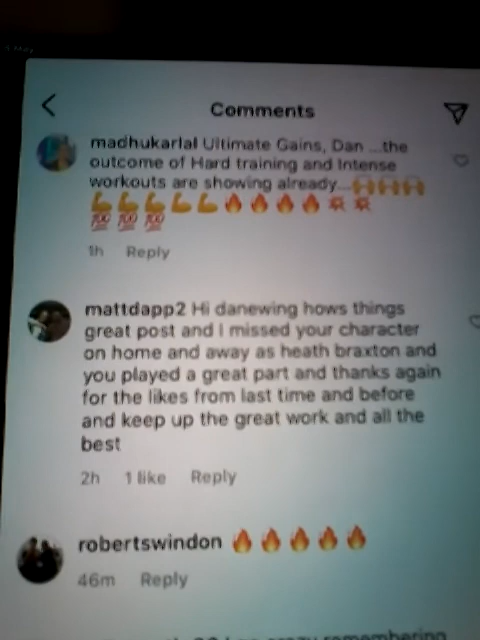 Comments
madhukarlal Ultimate Gains, Dan ...the
outcome of Hard training and Intense
workouts are showing already...🙌🙌🙌🙌
💪💪💪💪💪🔥🔥🔥🔥💥💥
💯💯💯
1h Reply
mattdapp2 Hi danewing hows things
great post and I missed your character
on home and away as heath braxton and
you played a great part and thanks again
for the likes from last time and before
and keep up the great work and all the
best
2h 1 like Reply
robertswindon 🔥🔥🔥🔥🔥
46m Reply